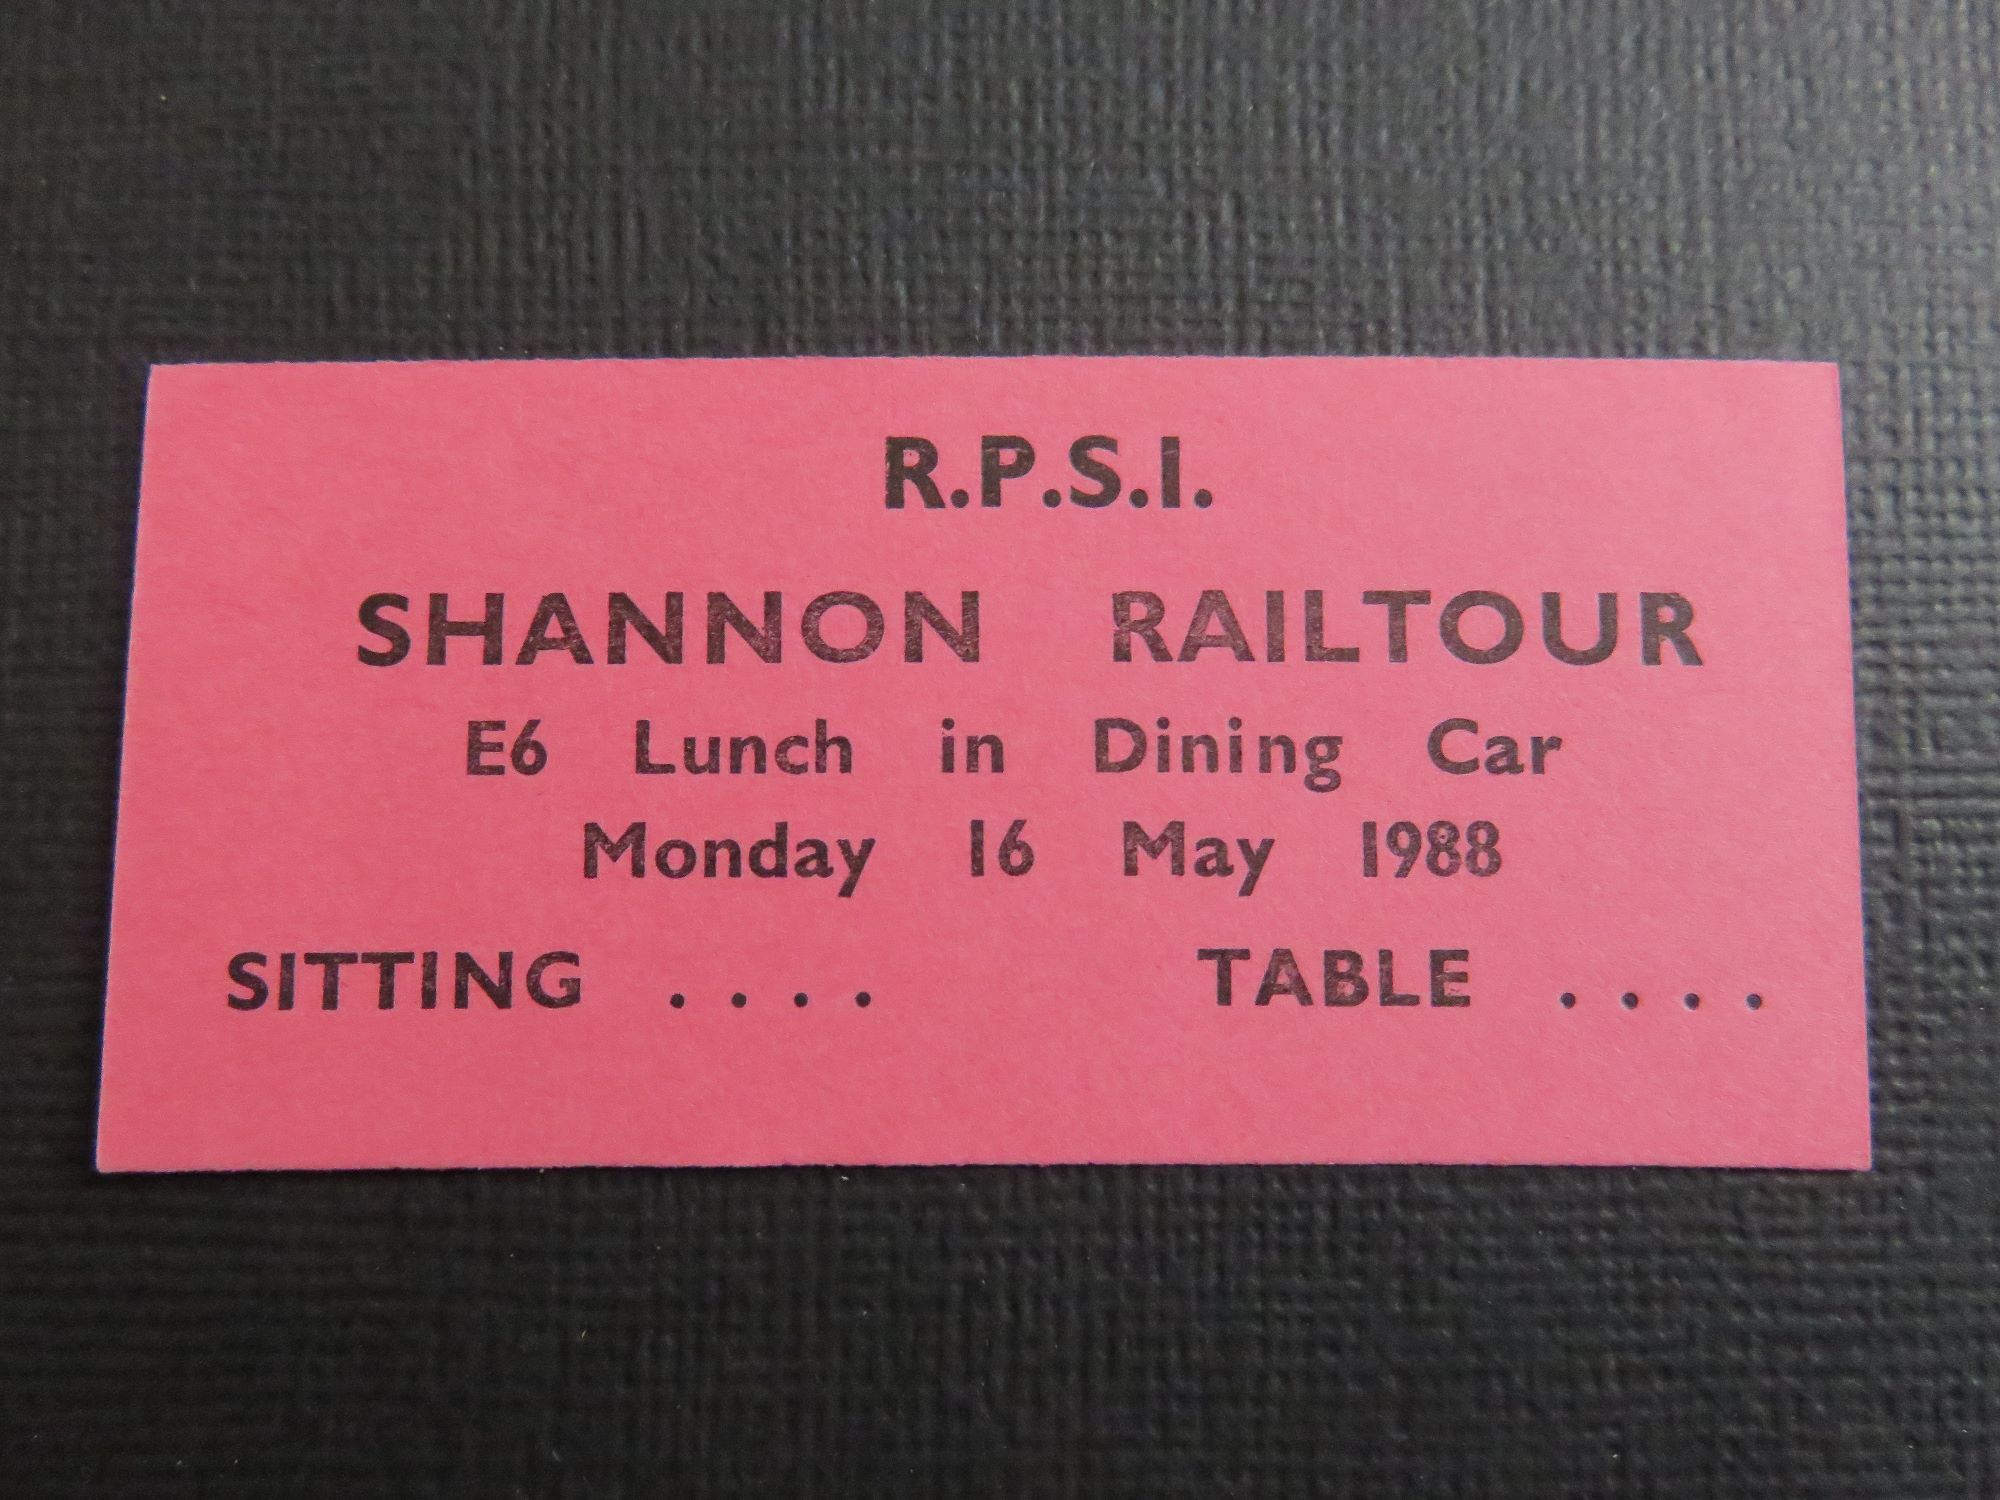 R.P.S.I.
SHANNON RAILTOUR
E6 Lunch in Dining Car
Monday 16 May 1988
SITTING .... TABLE ....